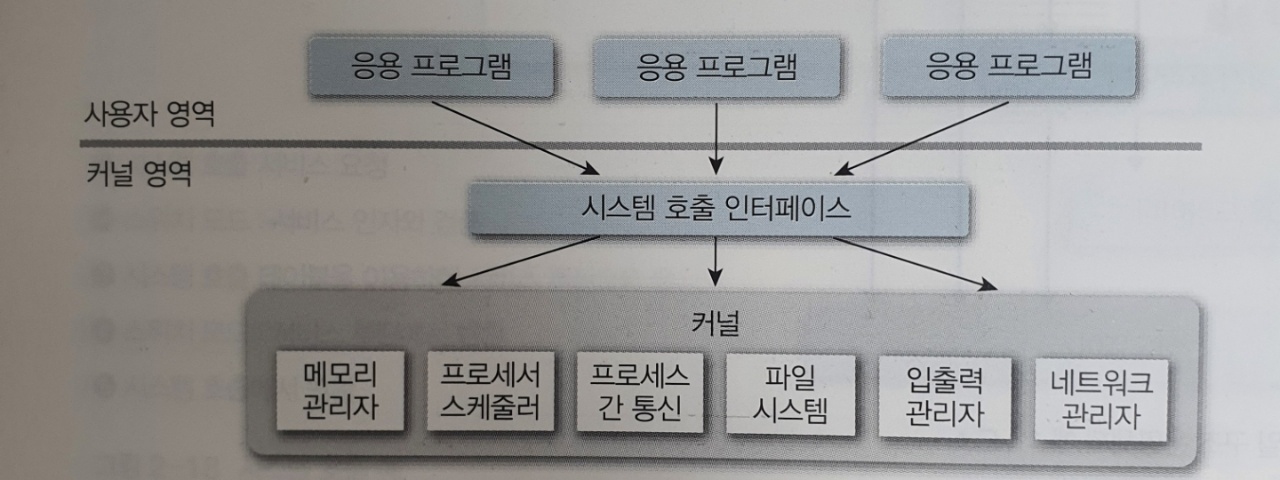 응용 프로그램 응용 프로그램 응용 프로그램
사용자 영역
커널 영역
시스템 호출 인터페이스
커널
메모리
관리자
프로세서
스케줄러
프로세스
간 통신
파일
시스템
입출력
관리자
네트워크
관리자